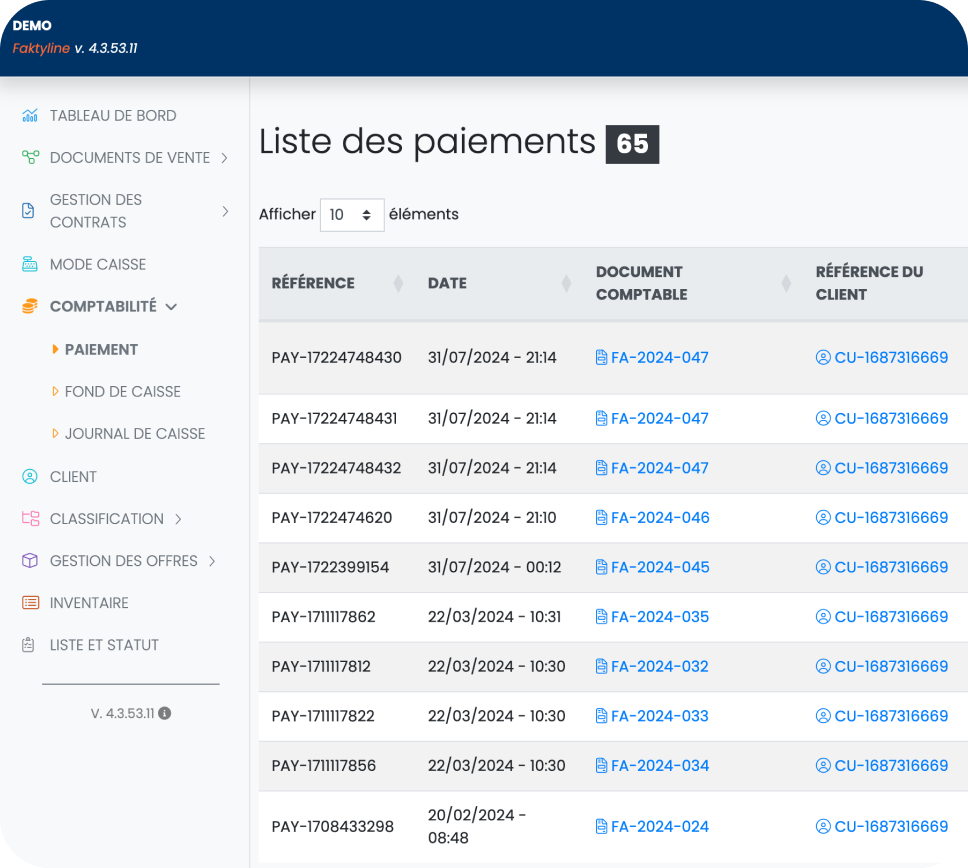 DEMO
Faktyline v. 4.3.53.11
TABLEAU DE BORD
DOCUMENTS DE VENTE
GESTION DES
CONTRATS
MODE CAISSE
COMPTABILITÉ
PAIEMENT
FOND DE CAISSE
JOURNAL DE CAISSE
CLIENT
CLASSIFICATION
GESTION DES OFFRES
INVENTAIRE
LISTE ET STATUT
V. 4.3.53.11
Liste des paiements 65
Afficher 10 éléments
RÉFÉRENCE DATE DOCUMENT COMPTABLE RÉFÉRENCE DU CLIENT
PAY-17224748430 31/07/2024 - 21:14 FA-2024-047 CU-1687316669
PAY-17224748431 31/07/2024 - 21:14 FA-2024-047 CU-1687316669
PAY-17224748432 31/07/2024 - 21:14 FA-2024-047 CU-1687316669
PAY-1722474620 31/07/2024 - 21:10 FA-2024-046 CU-1687316669
PAY-1722399154 31/07/2024 - 00:12 FA-2024-045 CU-1687316669
PAY-1711117862 22/03/2024 - 10:31 FA-2024-035 CU-1687316669
PAY-1711117812 22/03/2024 - 10:30 FA-2024-032 CU-1687316669
PAY-1711117822 22/03/2024 - 10:30 FA-2024-033 CU-1687316669
PAY-1711117856 22/03/2024 - 10:30 FA-2024-034 CU-1687316669
PAY-1708433298 20/02/2024 - 08:48 FA-2024-024 CU-1687316669